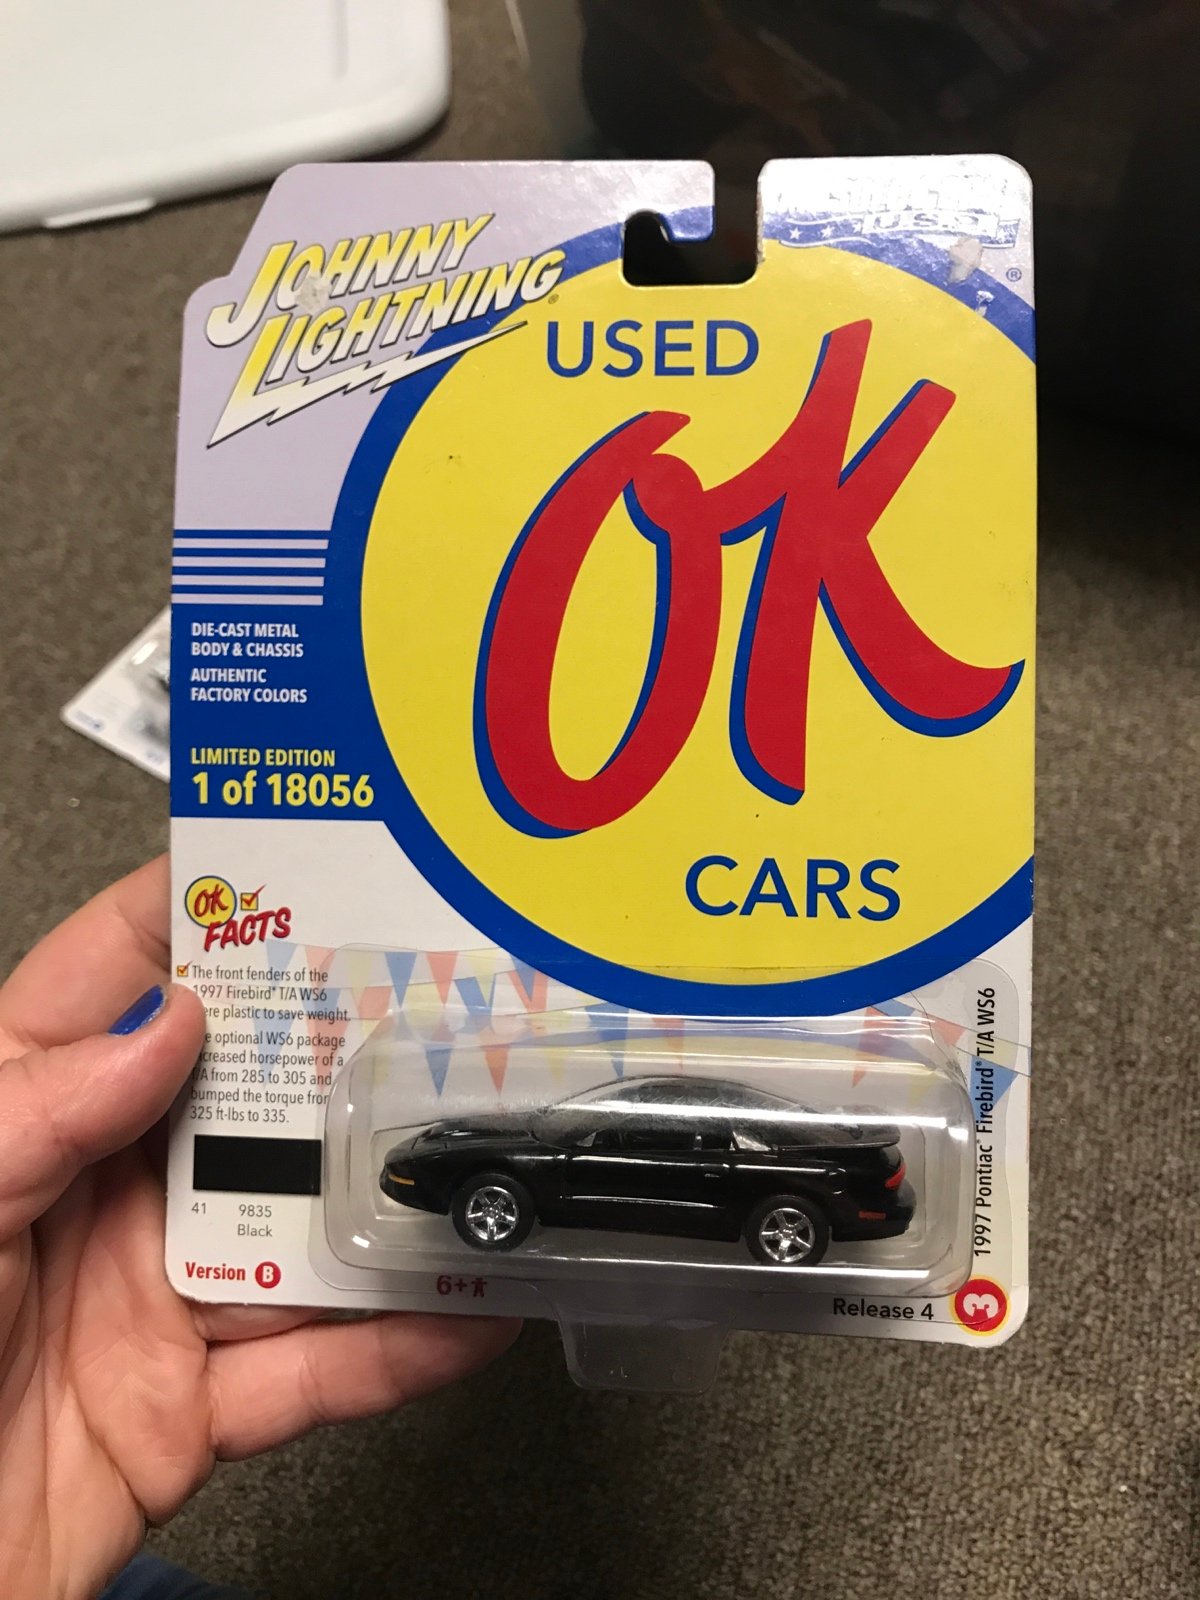 JOHNNY
LIGHTNING®
U.S.A.
®
USED
OK
CARS
DIE-CAST METAL
BODY & CHASSIS
AUTHENTIC
FACTORY COLORS
LIMITED EDITION
1 of 18056
OK
FACTS
The front fenders of the
1997 Firebird® T/A WS6
ere plastic to save weight.
e optional WS6 package
creased horsepower of a
T/A from 285 to 305 and
bumped the torque from
325 ft-lbs to 335.
41 9835
Black
Version B
6+
Release 4
3
1997 Pontiac® Firebird® T/A WS6